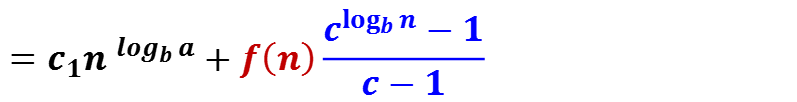 = c₁n^(log_b a) + f(n) (c^(log_b n) − 1)/(c − 1)